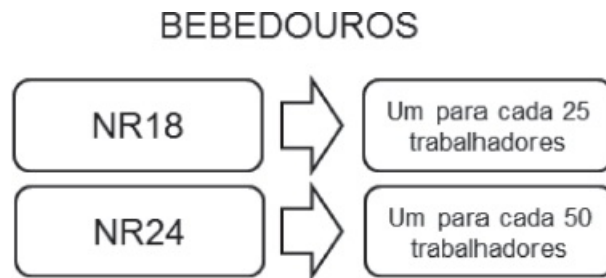 BEBEDOUROS
NR18
Um para cada 25
trabalhadores
NR24
Um para cada 50
trabalhadores